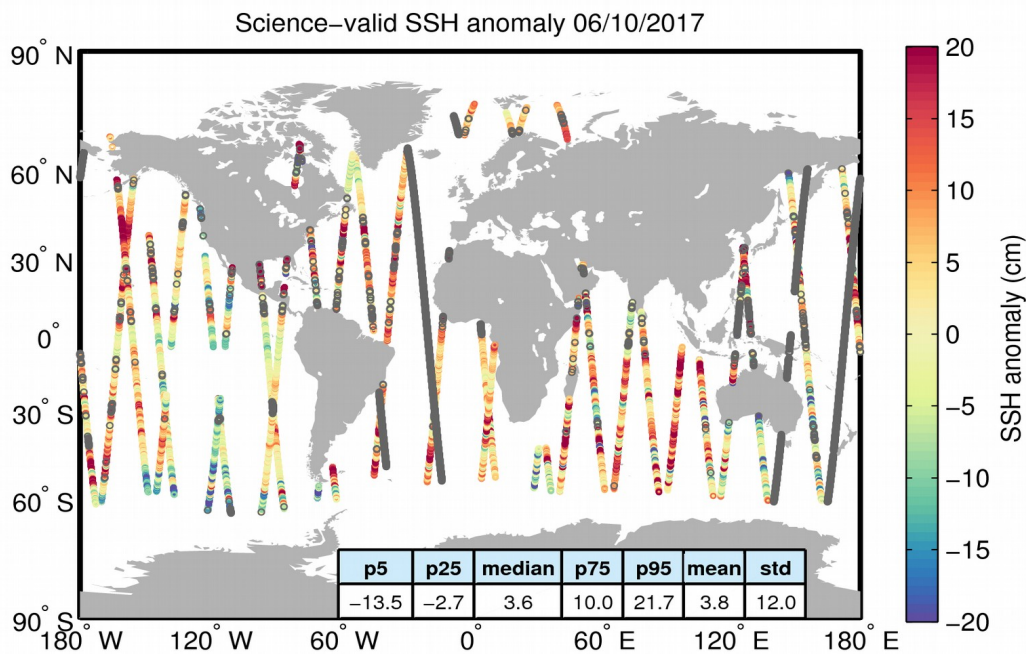 Science−valid SSH anomaly 06/10/2017
90° N
60° N
30° N
0°
30° S
60° S
90° S
180° W
120° W
60° W
0°
60° E
120° E
180° E
p5 p25 median p75 p95 mean std
−13.5 −2.7 3.6 10.0 21.7 3.8 12.0
20
15
10
5
0
−5
−10
−15
−20
SSH anomaly (cm)